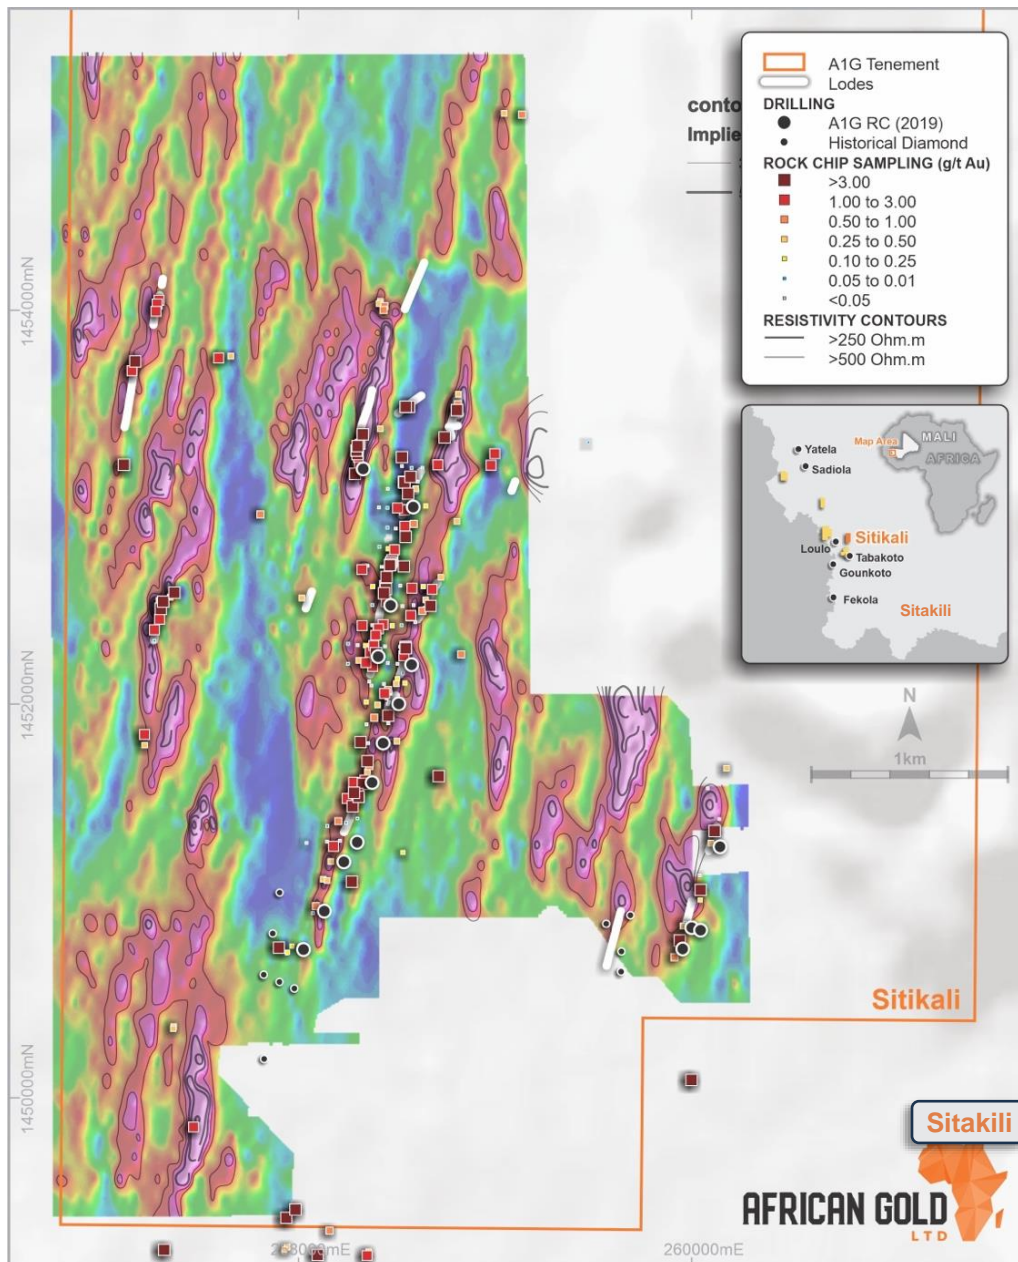 A1G Tenement
Lodes
DRILLING
A1G RC (2019)
Historical Diamond
ROCK CHIP SAMPLING (g/t Au)
>3.00
1.00 to 3.00
0.50 to 1.00
0.25 to 0.50
0.10 to 0.25
0.05 to 0.01
<0.05
RESISTIVITY CONTOURS
>250 Ohm.m
>500 Ohm.m
conto
Implie
1454000mN
1452000mN
1450000mN
Map Area
MALI
AFRICA
Yatela
Sadiola
Sitikali
Loulo
Tabakoto
Gounkoto
Fekola
Sitakili
N
1km
Sitikali
Sitakili
AFRICAN GOLD
LTD
258000mE
260000mE